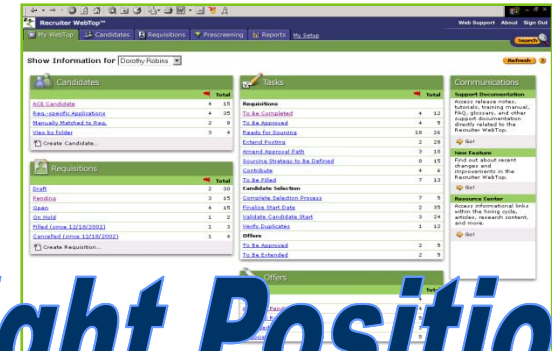 Recruiter WebTop™
Web Support About Sign Out
My WebTop Candidates Requisitions Prescreening Reports My Setup
Search
Show Information for Dorothy Robins
Refresh
Candidates
Total
ACE Candidate 4 15
Req.-specific Applications 4 35
Manually Matched to Req. 2 8
View by folder 3 4
Create Candidate...
Requisitions
Total
Draft 2 30
Pending 3 15
Open 4 15
On Hold 1 2
Filled (since 12/18/2002) 1 3
Cancelled (since 12/18/2002) 1 4
Create Requisition...
Tasks
Total
Requisitions
To Be Completed 4 12
To Be Approved 4 5
Ready for Sourcing 18 26
Extend Posting 2 28
Amend Approval Path 3 10
Sourcing Strategy to Be Defined 0 15
Contribute 4 6
To Be Filled 7 13
Candidate Selection
Complete Selection Process 7 5
Finalize Start Date 2 35
Validate Candidate Start 3 24
Verify Duplicates 1 12
Offers
To Be Approved 2 5
To Be Extended 2 5
Offers
Communications
Support Documentation
Access release notes, tutorials, training manual, FAQ, glossary, and other support documentation directly related to the Recruiter WebTop.
Go!
New Feature
Find out about recent changes and improvements in the Recruiter WebTop.
Go!
Resource Center
Access informational links within the hiring cycle, articles, research content, and more.
Go!
ght Positio